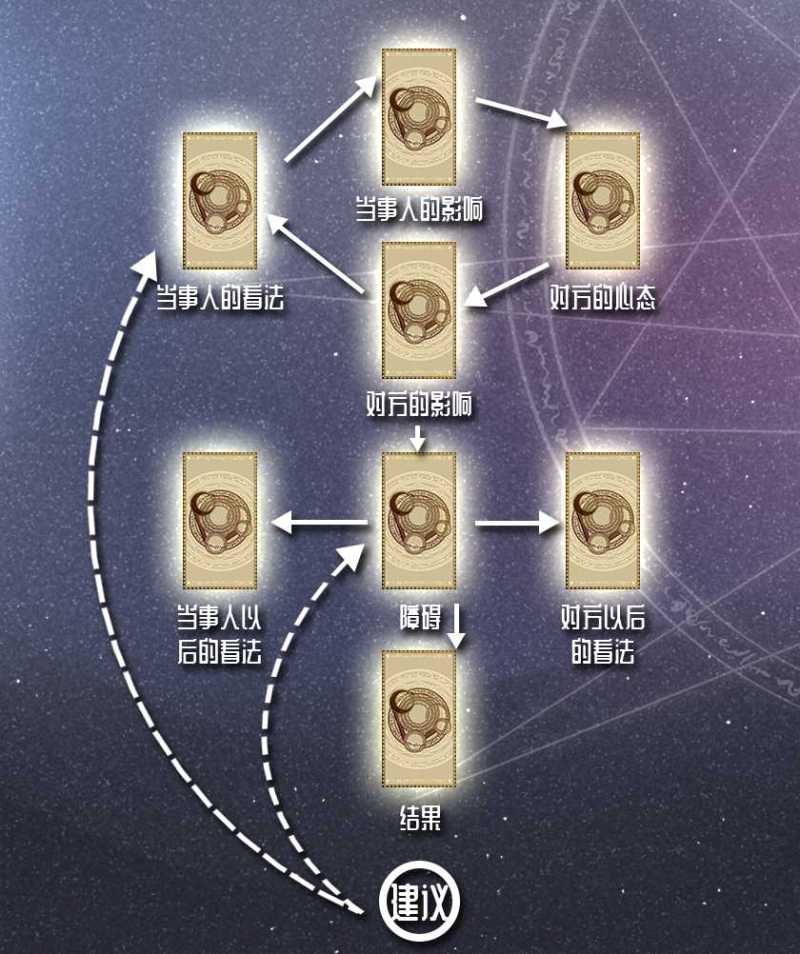 当事人的影响
当事人的看法
对方的心态
对方的影响
当事人以
后的看法
障碍
对方以后
的看法
结果
建议